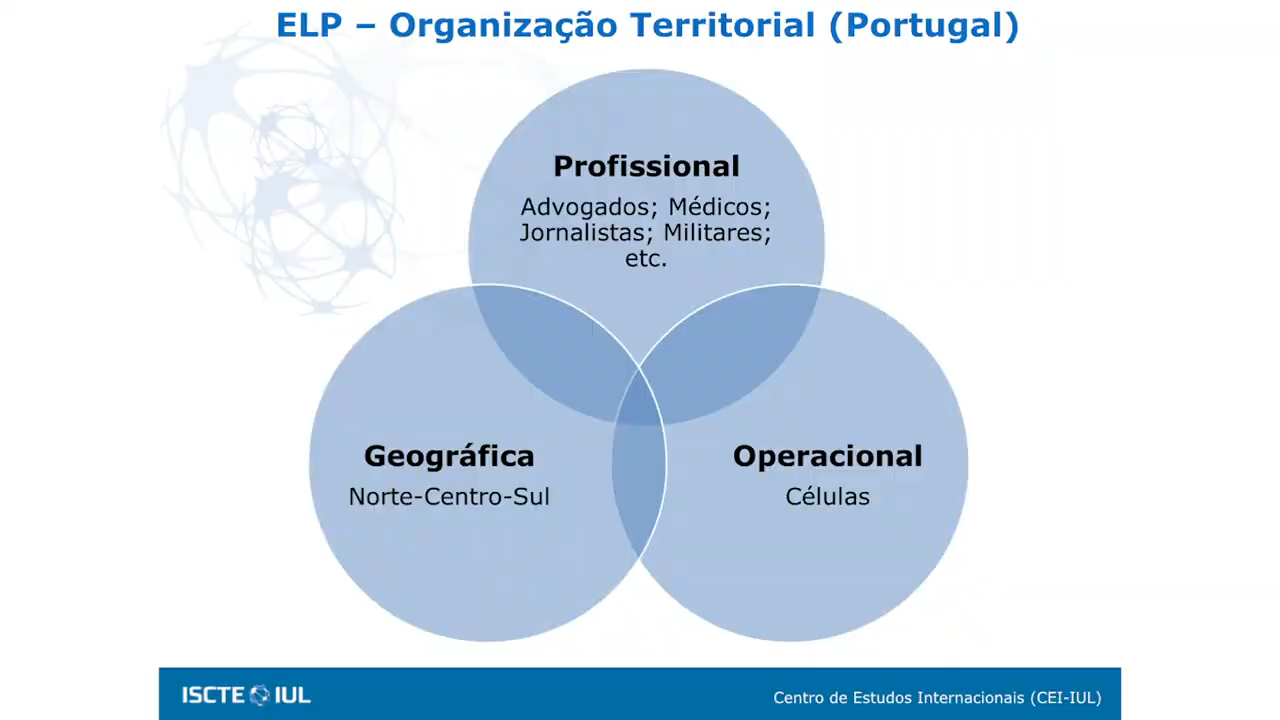 ELP – Organização Territorial (Portugal)
Profissional
Advogados; Médicos;
Jornalistas; Militares;
etc.
Geográfica
Norte-Centro-Sul
Operacional
Células
ISCTE IUL
Centro de Estudos Internacionais (CEI-IUL)